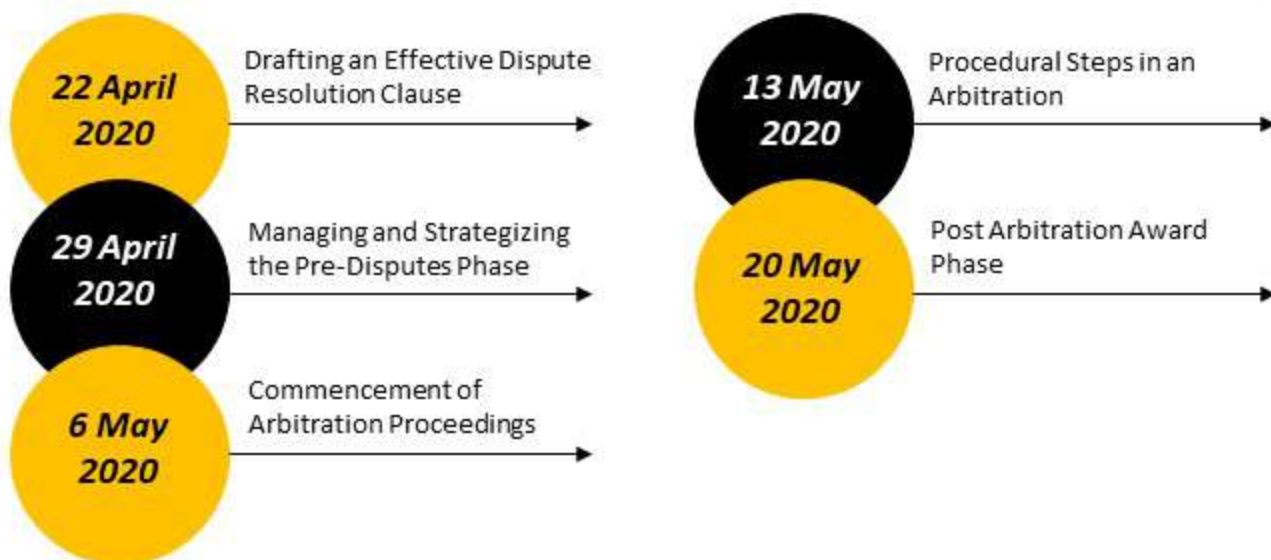 22 April
2020
Drafting an Effective Dispute
Resolution Clause
29 April
2020
Managing and Strategizing
the Pre-Disputes Phase
6 May
2020
Commencement of
Arbitration Proceedings
13 May
2020
Procedural Steps in an
Arbitration
20 May
2020
Post Arbitration Award
Phase